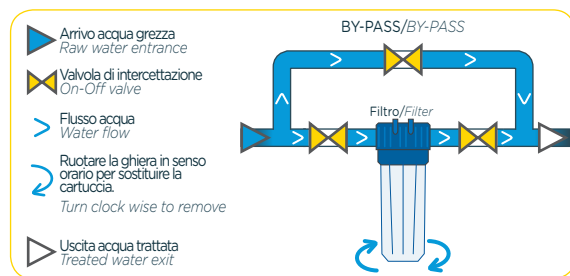 Arrivo acqua grezza
Raw water entrance
Valvola di intercettazione
On-Off valve
Flusso acqua
Water flow
Ruotare la ghiera in senso
orario per sostituire la
cartuccia.
Turn clock wise to remove
Uscita acqua trattata
Treated water exit
BY-PASS/BY-PASS
Filtro/Filter